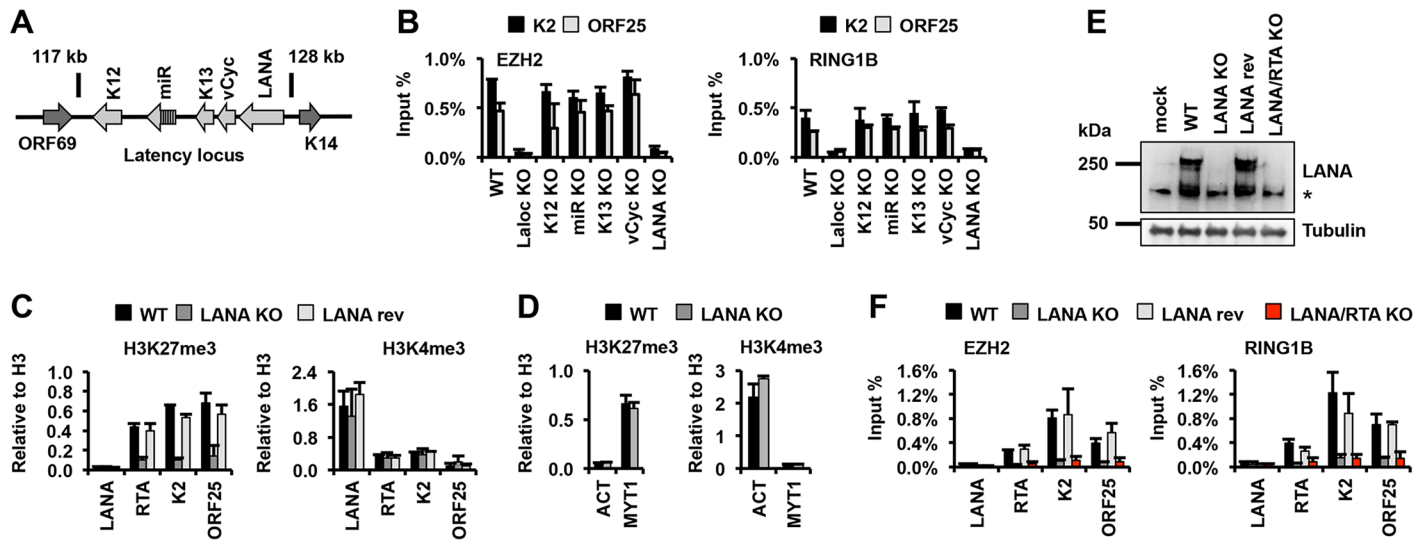 A
117 kb
128 kb
K12
miR
K13
vCyc
LANA
ORF69
Latency locus
K14
B
K2 ORF25
EZH2
Input %
1.0%
0.5%
0.0%
WT
Laloc KO
K12 KO
miR KO
K13 KO
vCyc KO
LANA KO
K2 ORF25
RING1B
Input %
1.0%
0.5%
0.0%
WT
Laloc KO
K12 KO
miR KO
K13 KO
vCyc KO
LANA KO
E
mock
WT
LANA KO
LANA rev
LANA/RTA KO
kDa
250
LANA
*
50
Tubulin
C
WT LANA KO LANA rev
H3K27me3
Relative to H3
1.0
0.8
0.6
0.4
0.2
0.0
LANA
RTA
K2
ORF25
H3K4me3
Relative to H3
2.4
1.6
0.8
0.0
LANA
RTA
K2
ORF25
D
WT LANA KO
H3K27me3
Relative to H3
1.0
0.5
0.0
ACT
MYT1
H3K4me3
Relative to H3
3
2
1
0
ACT
MYT1
F
WT LANA KO LANA rev LANA/RTA KO
EZH2
Input %
1.6%
1.2%
0.8%
0.4%
0.0%
LANA
RTA
K2
ORF25
RING1B
Input %
1.6%
1.2%
0.8%
0.4%
0.0%
LANA
RTA
K2
ORF25